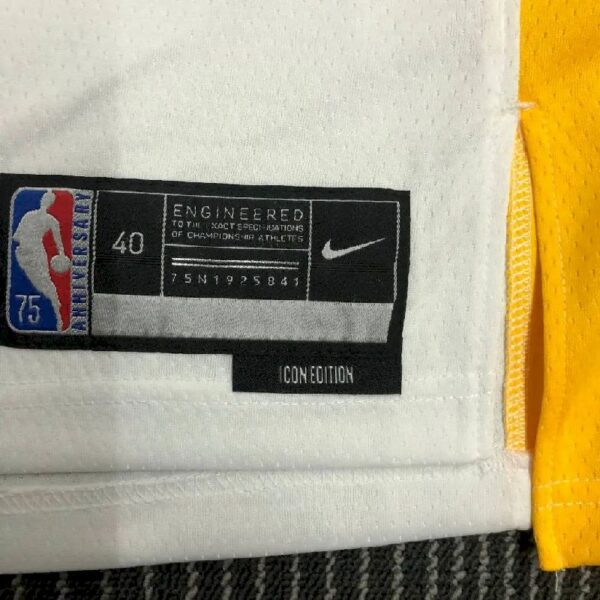 75
ANNIVERSARY
40
ENGINEERED
TO THE EXACT SPECIFICATIONS
OF CHAMPIONSHIP ATHLETES
75N1925841
ICON EDITION